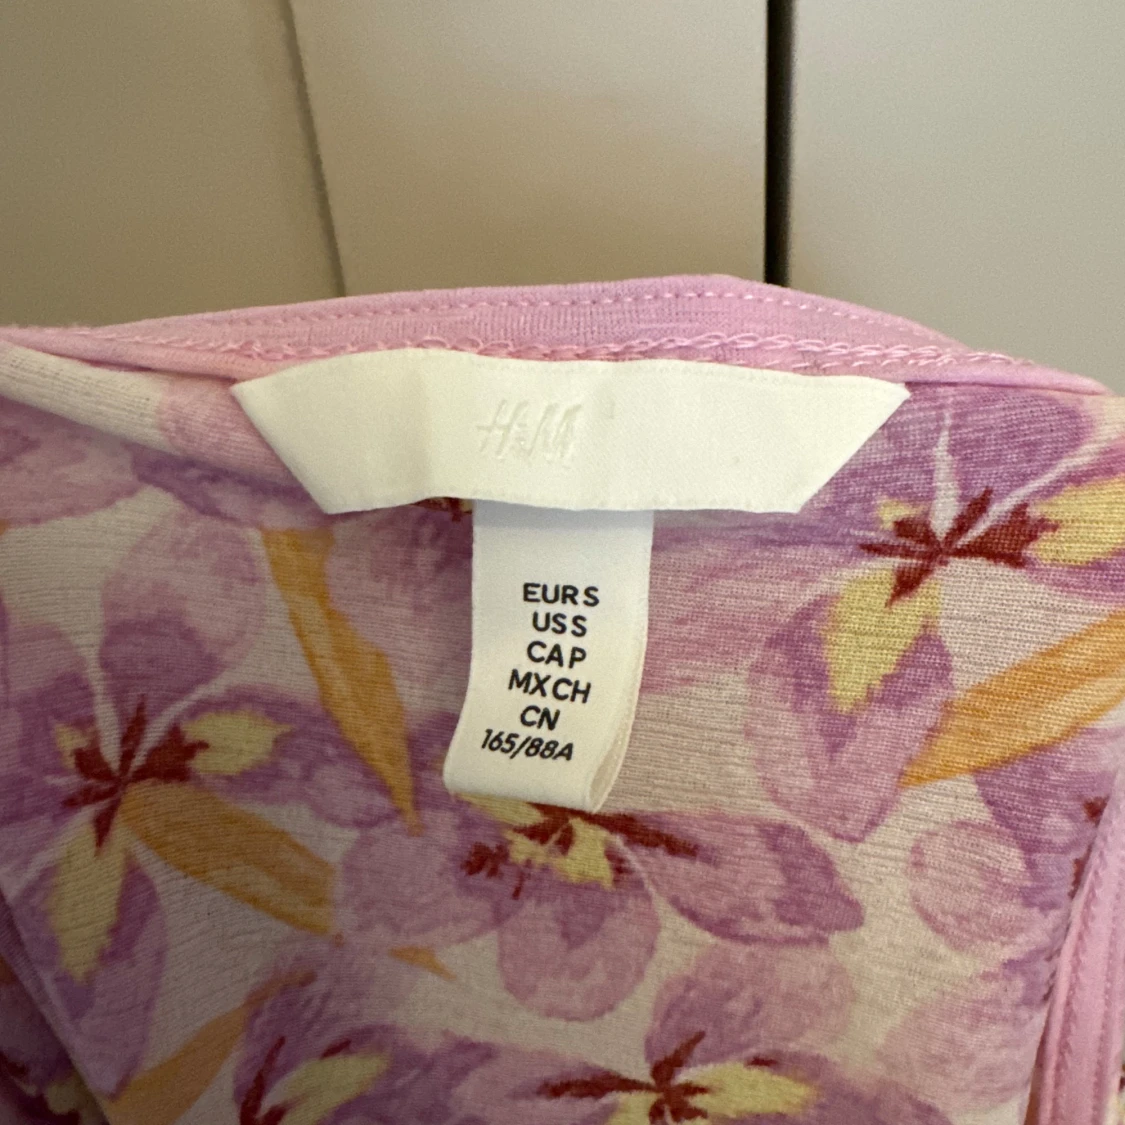 H&M
EUR S
US S
CA P
MX CH
CN
165/88A